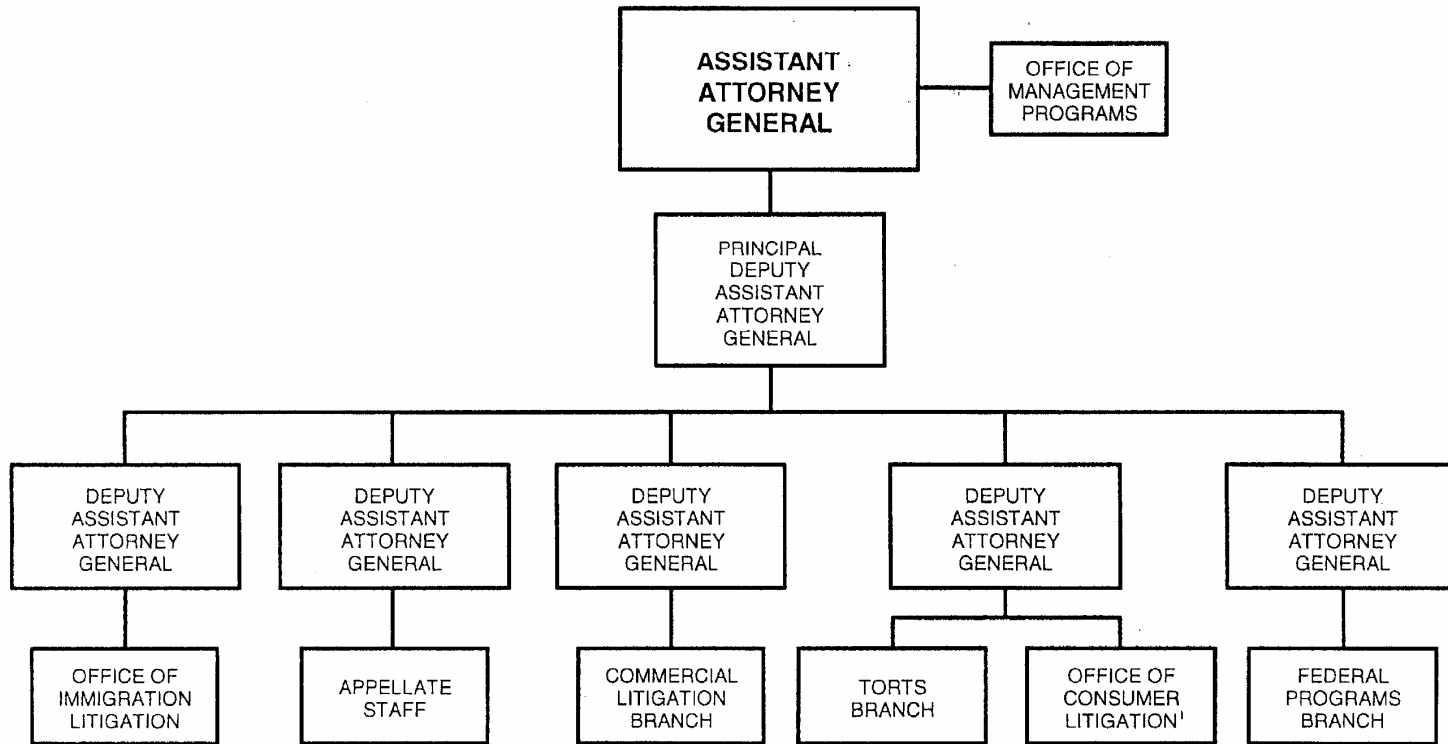 ASSISTANT
ATTORNEY
GENERAL
OFFICE OF
MANAGEMENT
PROGRAMS
PRINCIPAL
DEPUTY
ASSISTANT
ATTORNEY
GENERAL
DEPUTY
ASSISTANT
ATTORNEY
GENERAL
DEPUTY
ASSISTANT
ATTORNEY
GENERAL
DEPUTY
ASSISTANT
ATTORNEY
GENERAL
DEPUTY
ASSISTANT
ATTORNEY
GENERAL
DEPUTY
ASSISTANT
ATTORNEY
GENERAL
OFFICE OF
IMMIGRATION
LITIGATION
APPELLATE
STAFF
COMMERCIAL
LITIGATION
BRANCH
TORTS
BRANCH
OFFICE OF
CONSUMER
LITIGATION¹
FEDERAL
PROGRAMS
BRANCH